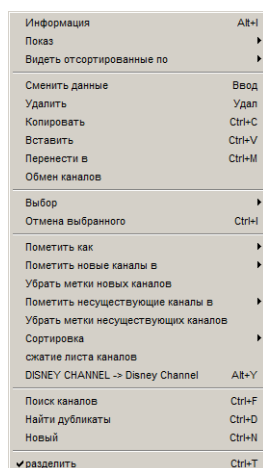 Информация Alt+I
Показ
Видеть отсортированные по
Сменить данные Ввод
Удалить Удал
Копировать Ctrl+C
Вставить Ctrl+V
Перенести в Ctrl+M
Обмен каналов
Выбор
Отмена выбранного Ctrl+I
Пометить как
Пометить новые каналы в
Убрать метки новых каналов
Пометить несуществующие каналы в
Убрать метки несуществующих каналов
Сортировка
сжатие листа каналов
DISNEY CHANNEL -> Disney Channel Alt+Y
Поиск каналов Ctrl+F
Найти дубликаты Ctrl+D
Новый Ctrl+N
разделить Ctrl+T